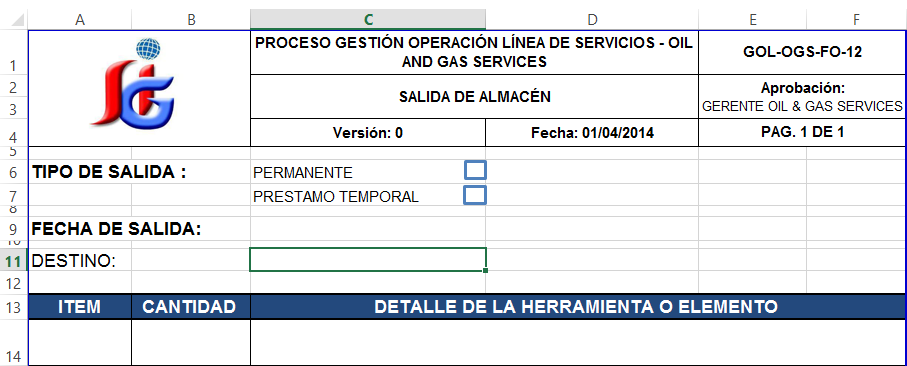 A B C D E F
1 PROCESO GESTIÓN OPERACIÓN LÍNEA DE SERVICIOS - OIL
AND GAS SERVICES
GOL-OGS-FO-12
2 SALIDA DE ALMACÉN
Aprobación:
3 GERENTE OIL & GAS SERVICES
4 Versión: 0 Fecha: 01/04/2014 PAG. 1 DE 1
5
6 TIPO DE SALIDA : PERMANENTE
7 PRESTAMO TEMPORAL
8
9 FECHA DE SALIDA:
10
11 DESTINO:
12
13 ITEM CANTIDAD DETALLE DE LA HERRAMIENTA O ELEMENTO
14